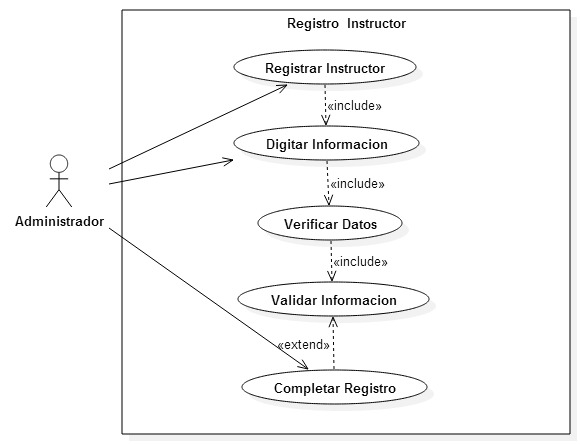 Registro Instructor
Registrar Instructor
«include»
Digitar Informacion
«include»
Verificar Datos
Administrador
«include»
Validar Informacion
«extend»
Completar Registro